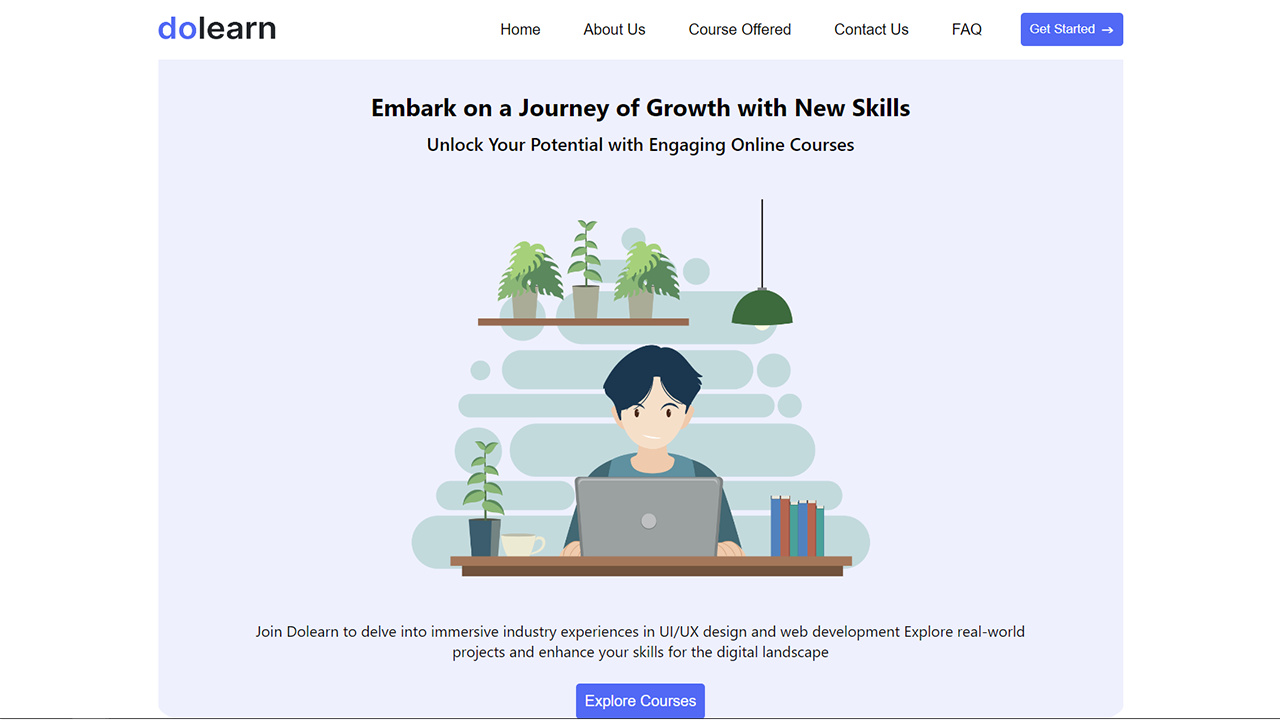 dolearn
Home About Us Course Offered Contact Us FAQ Get Started →
Embark on a Journey of Growth with New Skills
Unlock Your Potential with Engaging Online Courses
Join Dolearn to delve into immersive industry experiences in UI/UX design and web development Explore real-world
projects and enhance your skills for the digital landscape
Explore Courses